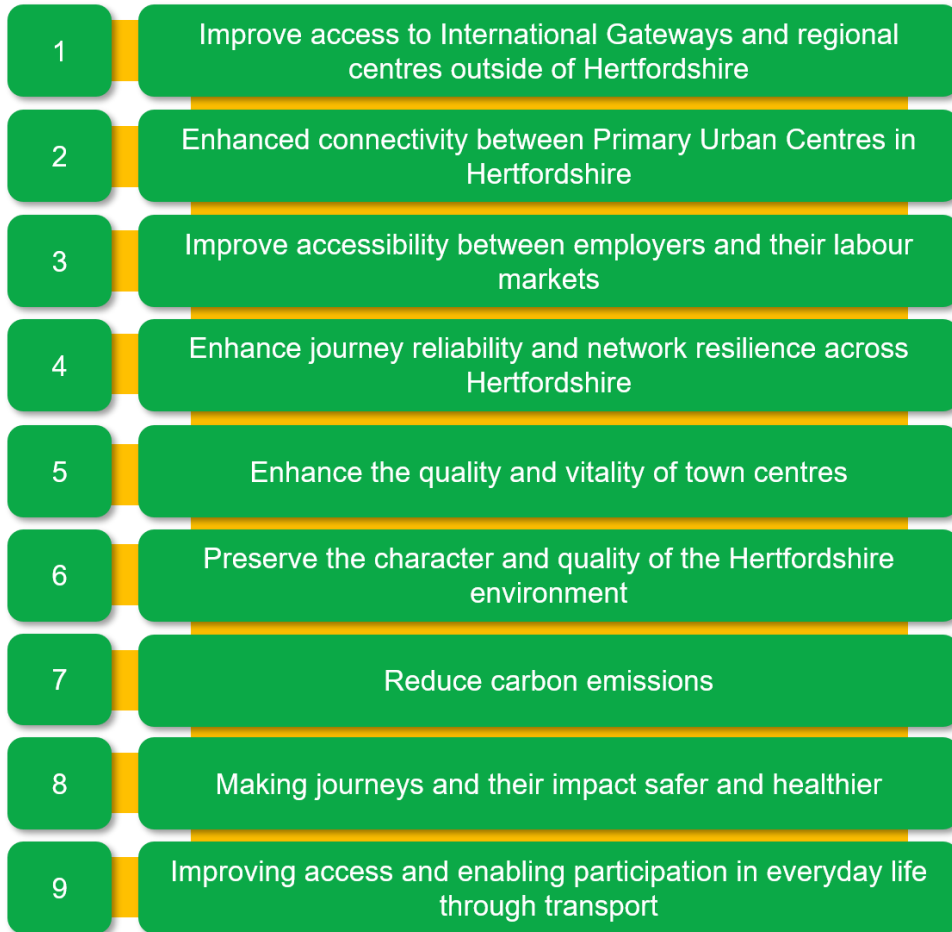 1
Improve access to International Gateways and regional
centres outside of Hertfordshire
2
Enhanced connectivity between Primary Urban Centres in
Hertfordshire
3
Improve accessibility between employers and their labour
markets
4
Enhance journey reliability and network resilience across
Hertfordshire
5
Enhance the quality and vitality of town centres
6
Preserve the character and quality of the Hertfordshire
environment
7
Reduce carbon emissions
8
Making journeys and their impact safer and healthier
9
Improving access and enabling participation in everyday life
through transport